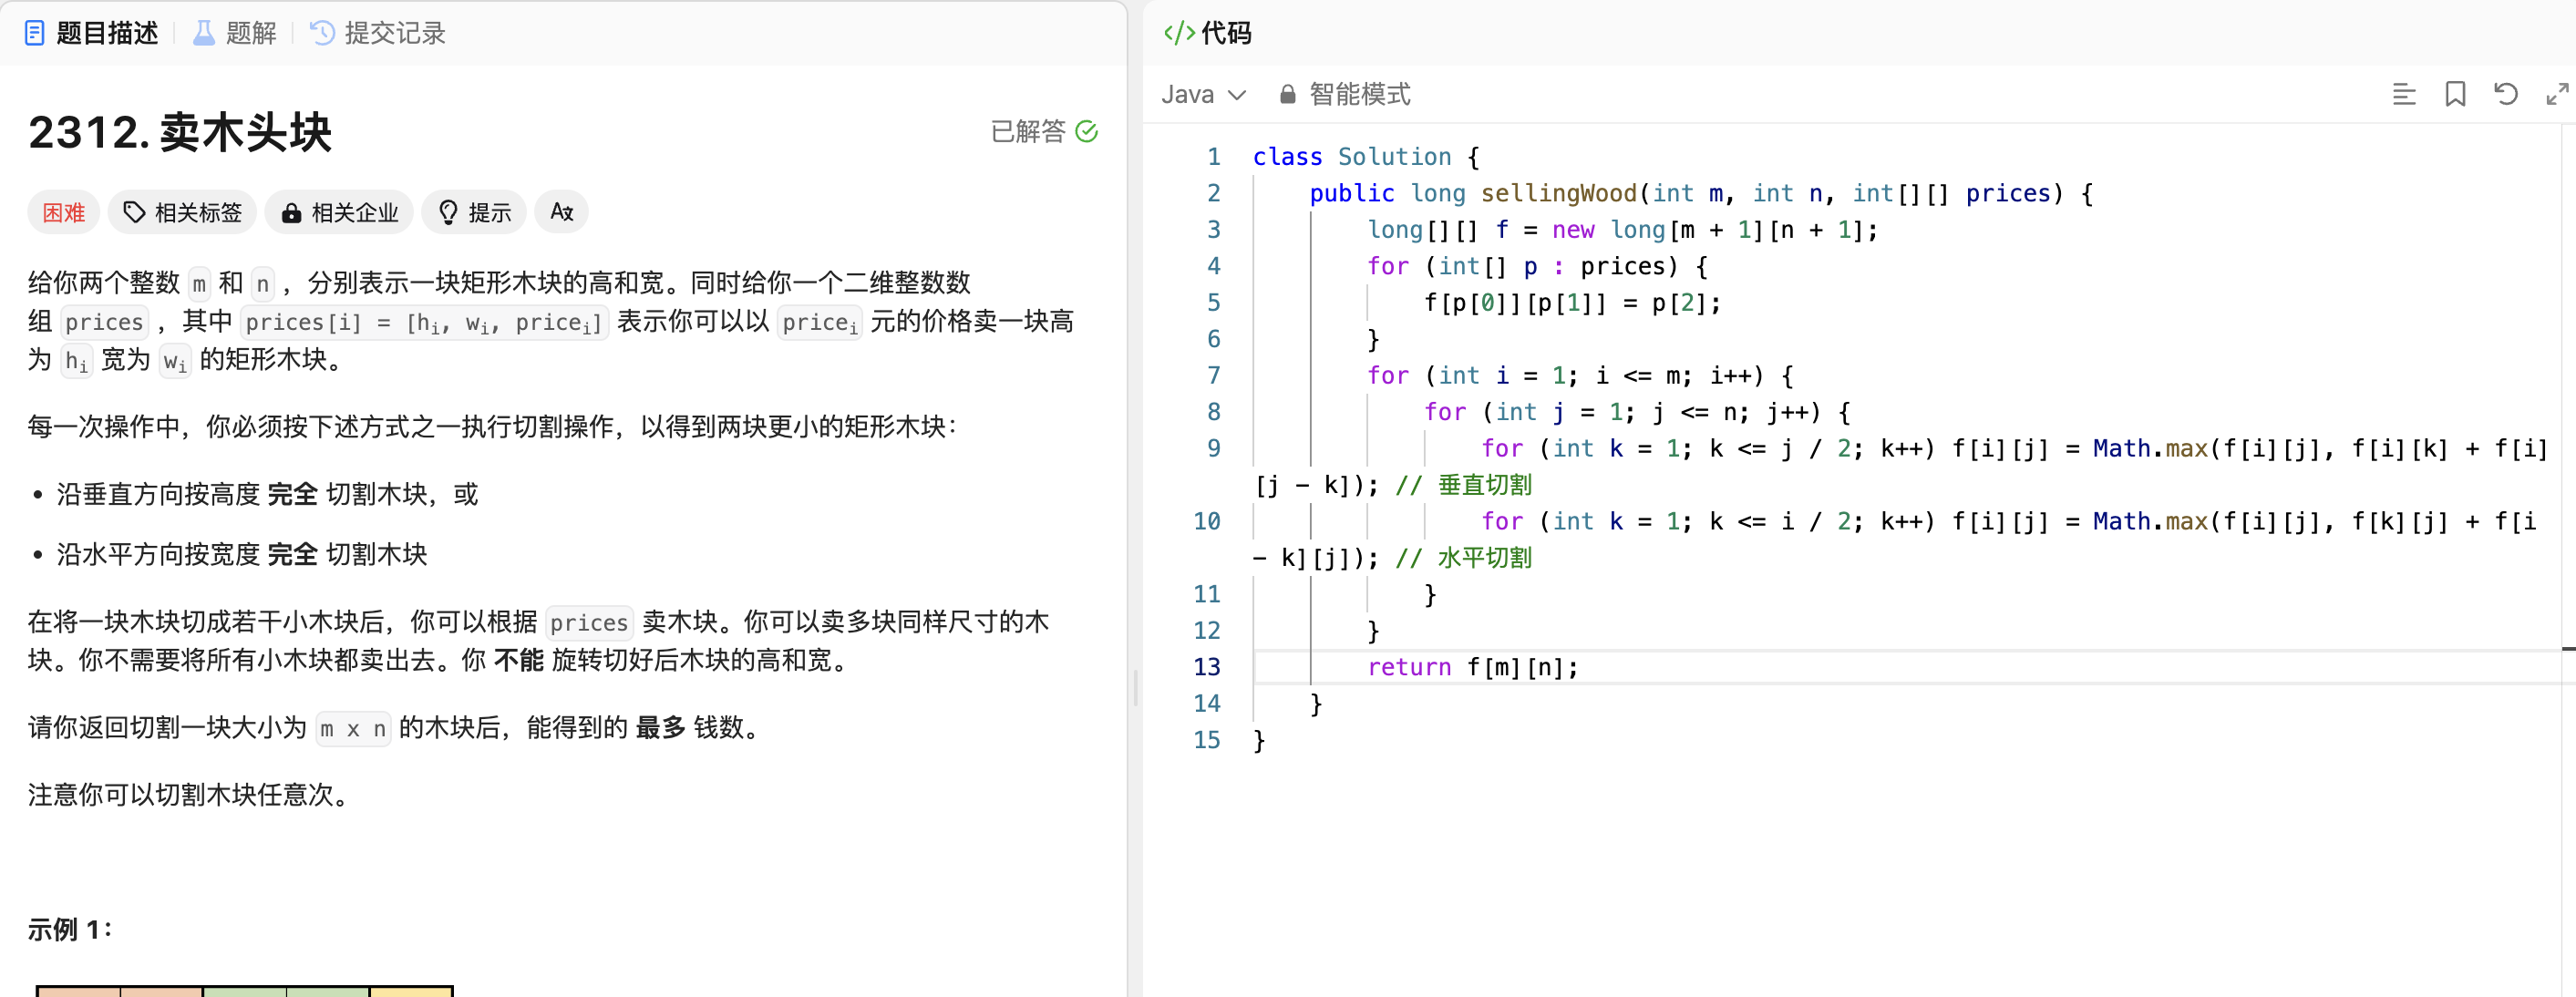 题目描述 题解 提交记录
2312. 卖木头块
已解答
困难 相关标签 相关企业 提示
给你两个整数 m 和 n ，分别表示一块矩形木块的高和宽。同时给你一个二维整数数
组 prices ，其中 prices[i] = [hi, wi, pricei] 表示你可以以 pricei 元的价格卖一块高
为 hi 宽为 wi 的矩形木块。
每一次操作中，你必须按下述方式之一执行切割操作，以得到两块更小的矩形木块：
• 沿垂直方向按高度 完全 切割木块，或
• 沿水平方向按宽度 完全 切割木块
在将一块木块切成若干小木块后，你可以根据 prices 卖木块。你可以卖多块同样尺寸的木
块。你不需要将所有小木块都卖出去。你 不能 旋转切好后木块的高和宽。
请你返回切割一块大小为 m x n 的木块后，能得到的 最多 钱数。
注意你可以切割木块任意次。
示例 1：
</> 代码
Java 智能模式
1 class Solution {
2 public long sellingWood(int m, int n, int[][] prices) {
3 long[][] f = new long[m + 1][n + 1];
4 for (int[] p : prices) {
5 f[p[0]][p[1]] = p[2];
6 }
7 for (int i = 1; i <= m; i++) {
8 for (int j = 1; j <= n; j++) {
9 for (int k = 1; k <= j / 2; k++) f[i][j] = Math.max(f[i][j], f[i][k] + f[i]
[j - k]); // 垂直切割
10 for (int k = 1; k <= i / 2; k++) f[i][j] = Math.max(f[i][j], f[k][j] + f[i
- k][j]); // 水平切割
11 }
12 }
13 return f[m][n];
14 }
15 }